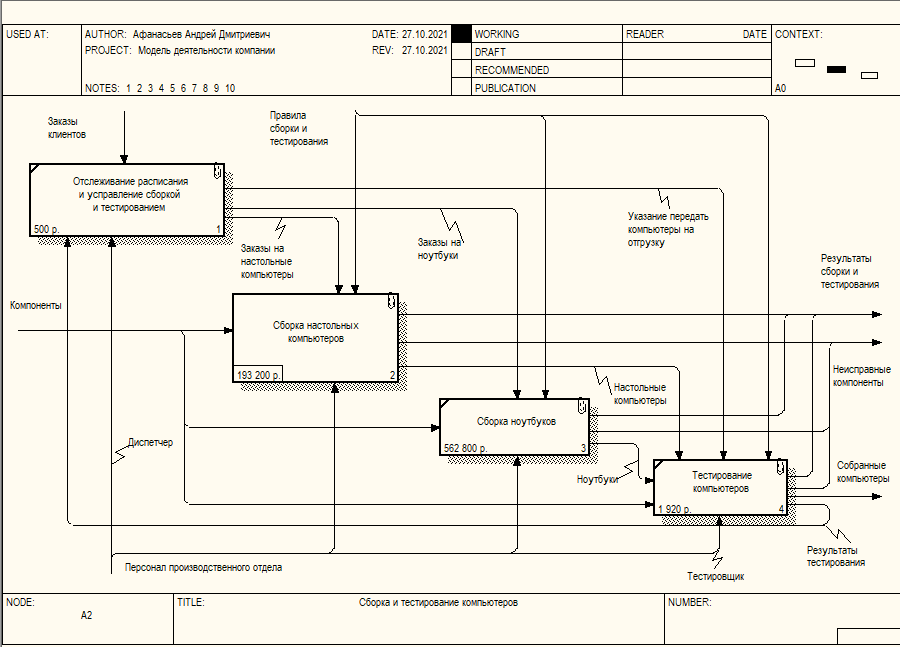 USED AT:
AUTHOR: Афанасьев Андрей Дмитриевич
DATE: 27.10.2021
WORKING
READER
DATE
CONTEXT:
PROJECT: Модель деятельности компании
REV: 27.10.2021
DRAFT
RECOMMENDED
NOTES: 1 2 3 4 5 6 7 8 9 10
PUBLICATION
A0
Заказы
клиентов
Правила
сборки и
тестирования
Отслеживание расписания
и управление сборкой
и тестированием
500 р.
1
Указание передать
компьютеры на
отгрузку
Заказы на
настольные
компьютеры
Заказы на
ноутбуки
Результаты
сборки и
тестирования
Компоненты
Сборка настольных
компьютеров
193 200 р.
2
Неисправные
компоненты
Настольные
компьютеры
Сборка ноутбуков
562 800 р.
3
Диспетчер
Ноутбуки
Тестирование
компьютеров
1 920 р.
4
Собранные
компьютеры
Результаты
тестирования
Персонал производственного отдела
Тестировщик
NODE:
A2
TITLE:
Сборка и тестирование компьютеров
NUMBER: